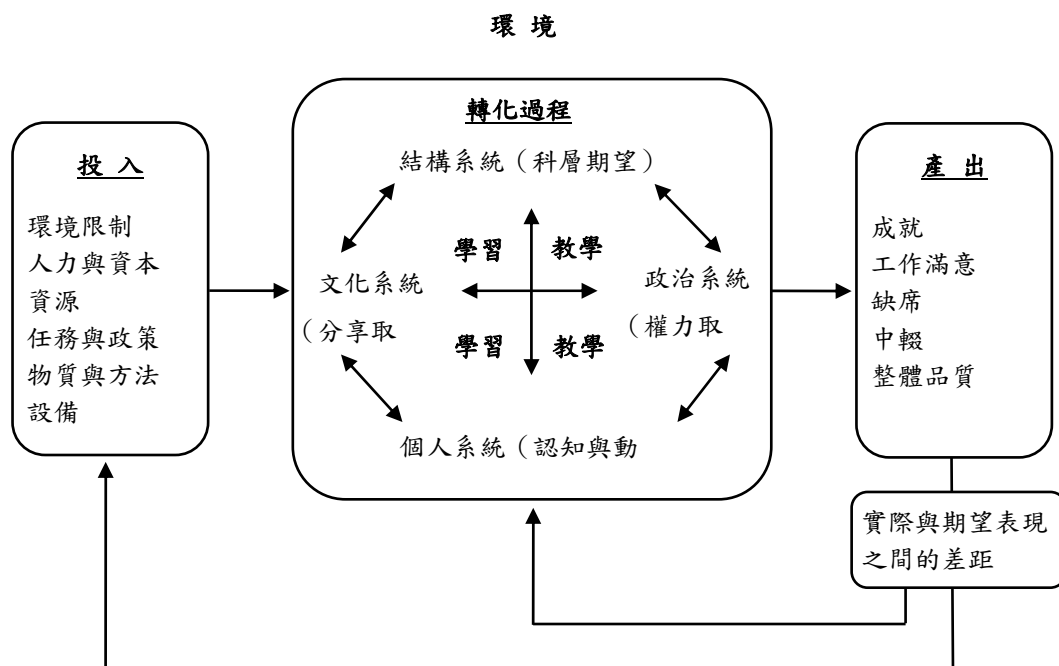 環 境
投 入
環境限制
人力與資本
資源
任務與政策
物質與方法
設備
轉化過程
結構系統（科層期望）
學習 教學
文化系統
（分享取
政治系統
（權力取
學習 教學
個人系統（認知與動
產 出
成就
工作滿意
缺席
中輟
整體品質
實際與期望表現
之間的差距